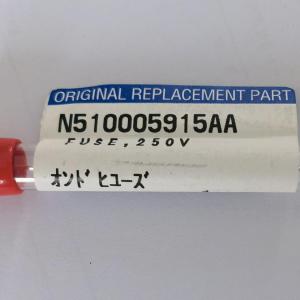 ORIGINAL REPLACEMENT PART
N510005915AA
FUSE,250V
オンド ヒューズ